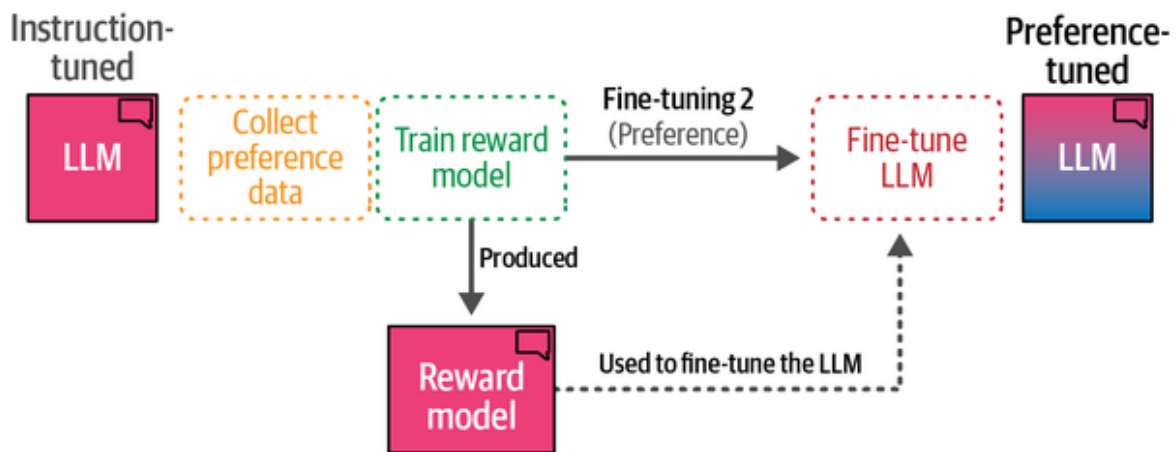 Instruction-
tuned
LLM
Collect
preference
data
Train reward
model
Fine-tuning 2
(Preference)
Fine-tune
LLM
Preference-
tuned
LLM
Produced
Reward
model
Used to fine-tune the LLM